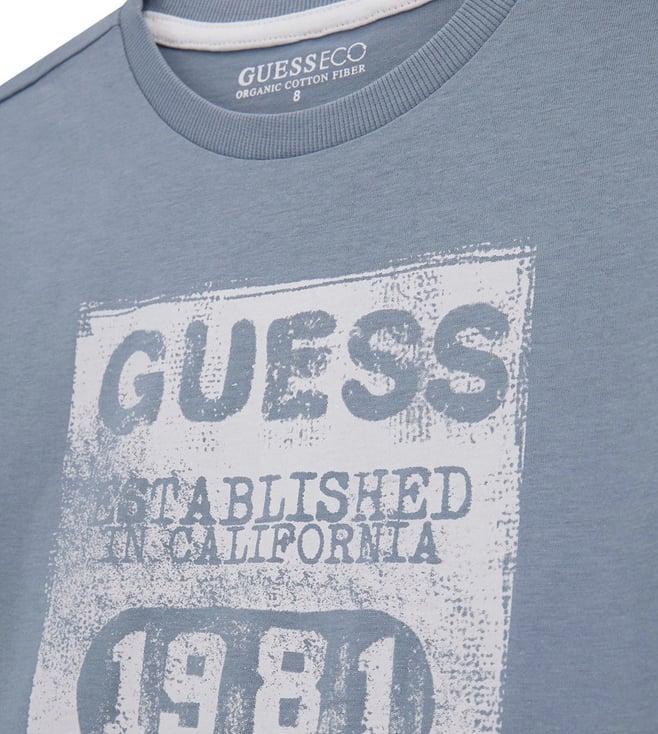 GUESSECO
ORGANIC COTTON FIBER
8
GUESS
ESTABLISHED
IN CALIFORNIA
1981